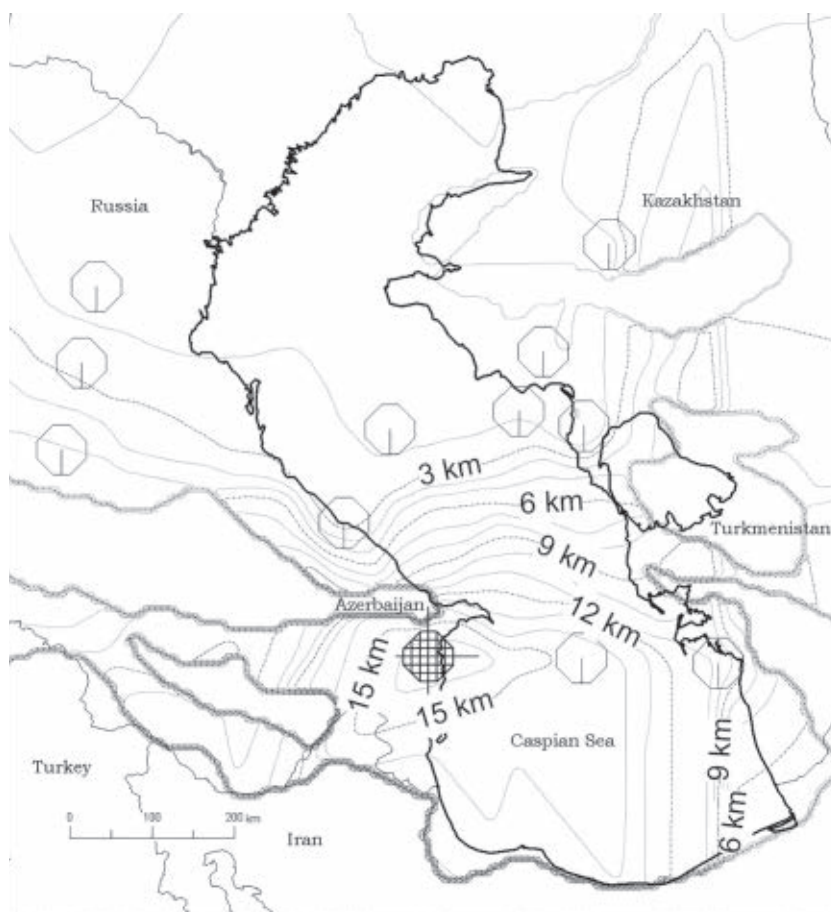 Russia
Kazakhstan
3 km
6 km
Turkmenistan
9 km
Azerbaijan
12 km
15 km
15 km
Caspian Sea
9 km
Turkey
6 km
0 100 200 km
Iran